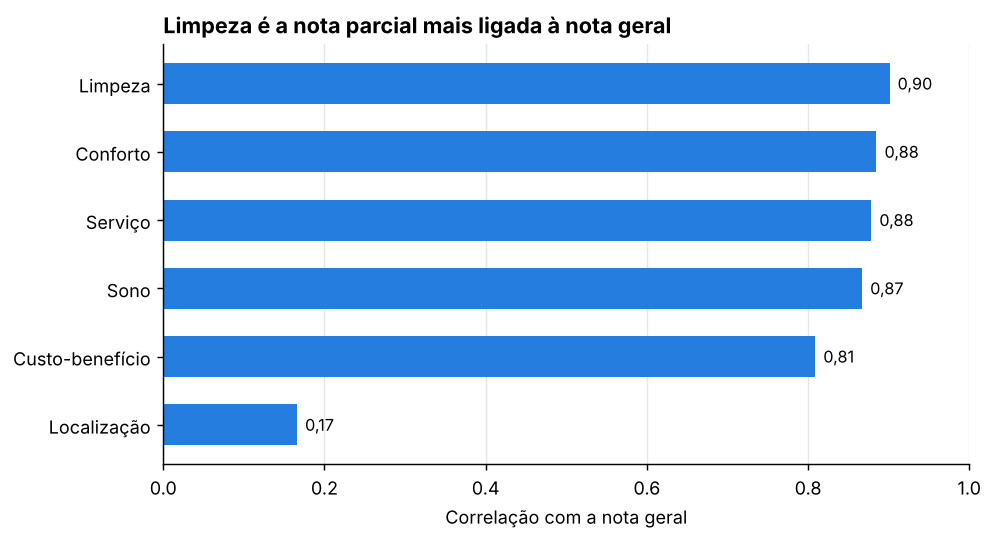 Limpeza é a nota parcial mais ligada à nota geral
Limpeza 0,90
Conforto 0,88
Serviço 0,88
Sono 0,87
Custo-benefício 0,81
Localização 0,17
0.0 0.2 0.4 0.6 0.8 1.0
Correlação com a nota geral